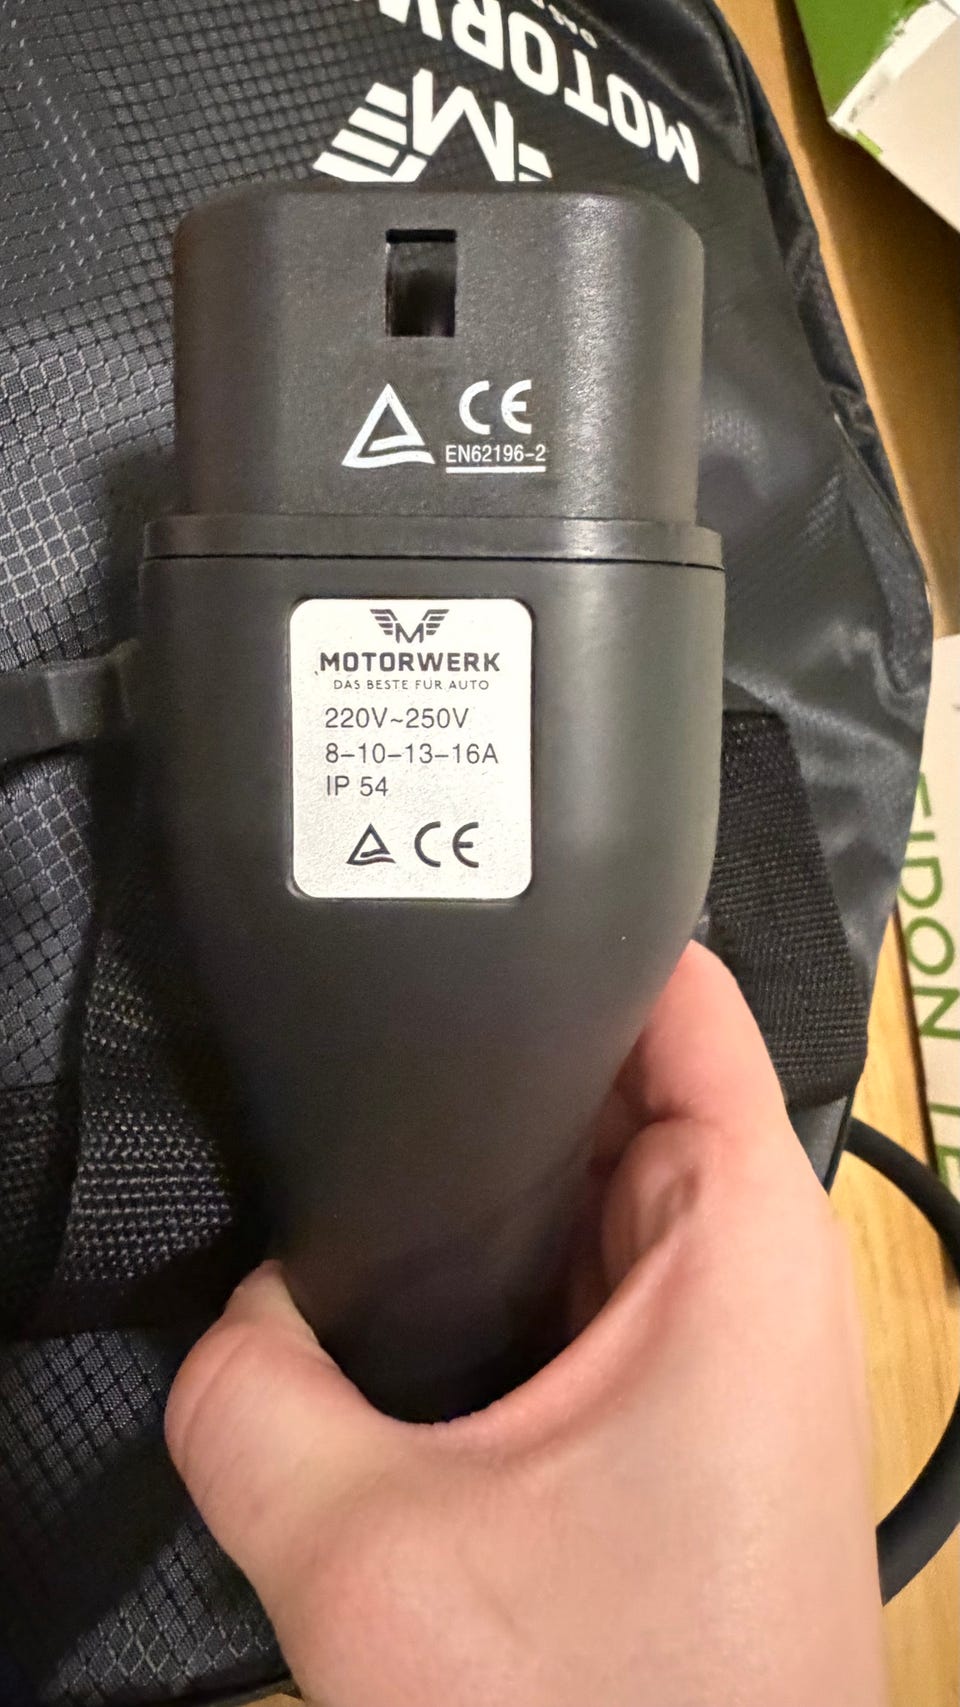 MOTORW
CE
EN62196-2
MOTORWERK
DAS BESTE FÜR AUTO
220V~250V
8-10-13-16A
IP 54
CE